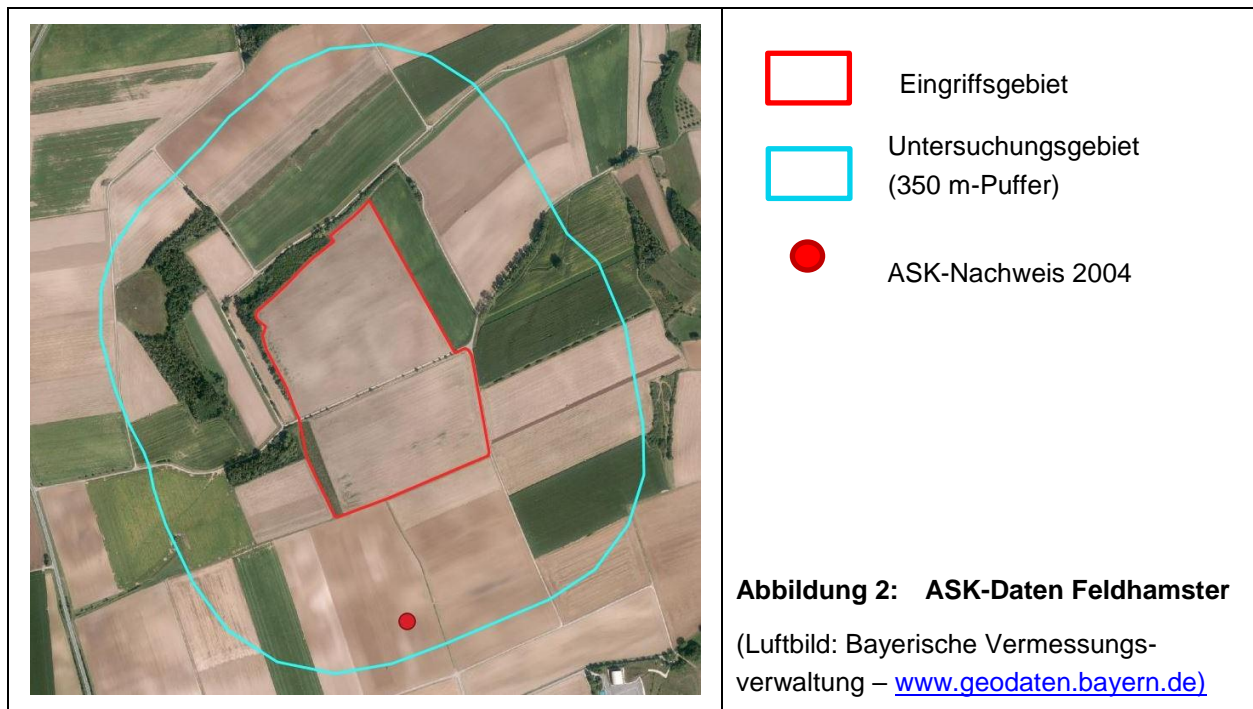 Eingriffsgebiet
Untersuchungsgebiet
(350 m-Puffer)
ASK-Nachweis 2004
Abbildung 2: ASK-Daten Feldhamster
(Luftbild: Bayerische Vermessungs-
verwaltung – www.geodaten.bayern.de)